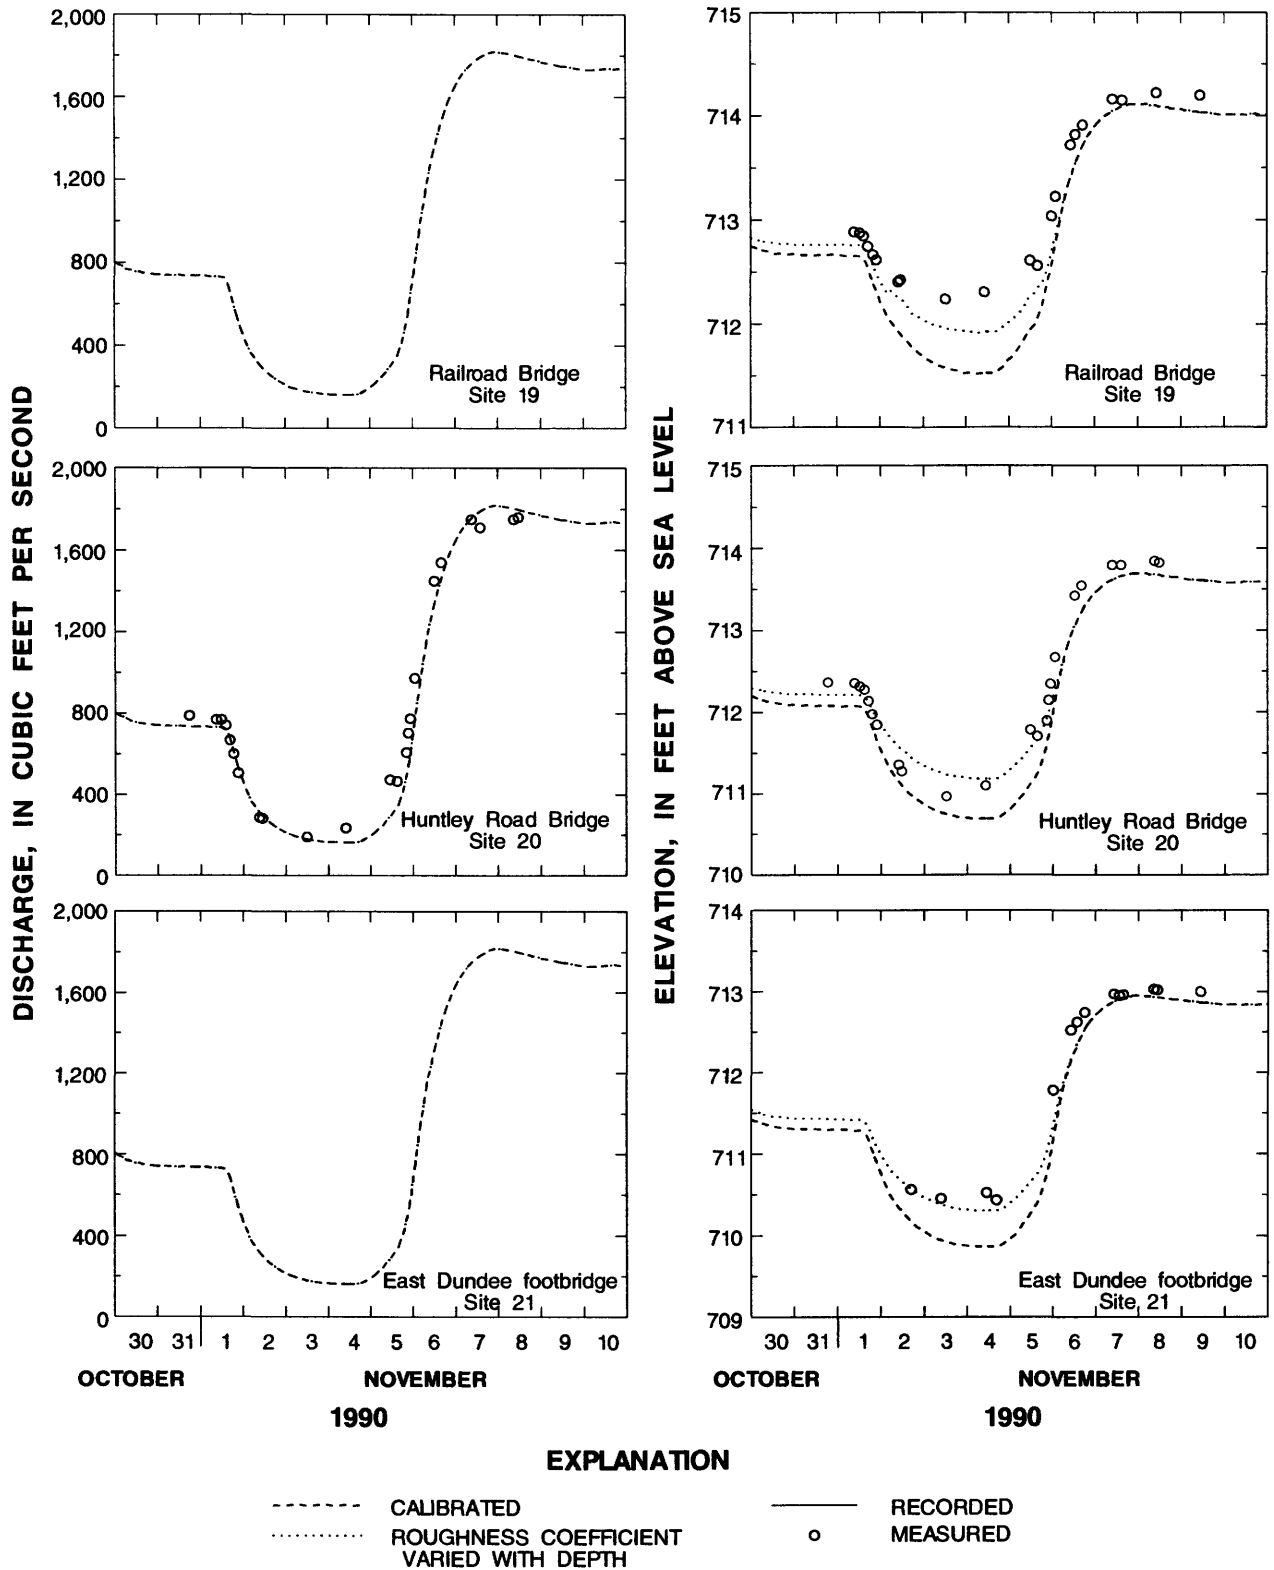 DISCHARGE, IN CUBIC FEET PER SECOND
2,000
1,600
1,200
800
400
0
Railroad Bridge
Site 19
2,000
1,600
1,200
800
400
0
Huntley Road Bridge
Site 20
2,000
1,600
1,200
800
400
0
East Dundee footbridge
Site 21
30 31 1 2 3 4 5 6 7 8 9 10
OCTOBER NOVEMBER
1990
ELEVATION, IN FEET ABOVE SEA LEVEL
715
714
713
712
711
Railroad Bridge
Site 19
715
714
713
712
711
710
Huntley Road Bridge
Site 20
714
713
712
711
710
709
East Dundee footbridge
Site 21
30 31 1 2 3 4 5 6 7 8 9 10
OCTOBER NOVEMBER
1990
EXPLANATION
CALIBRATED
ROUGHNESS COEFFICIENT
VARIED WITH DEPTH
RECORDED
MEASURED